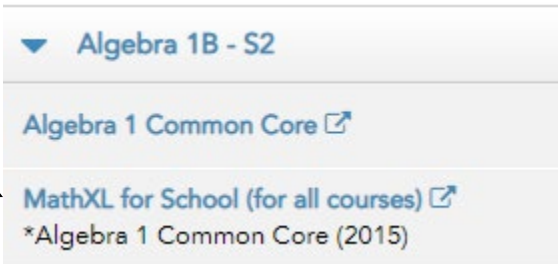 Algebra 1B - S2
Algebra 1 Common Core
MathXL for School (for all courses)
*Algebra 1 Common Core (2015)